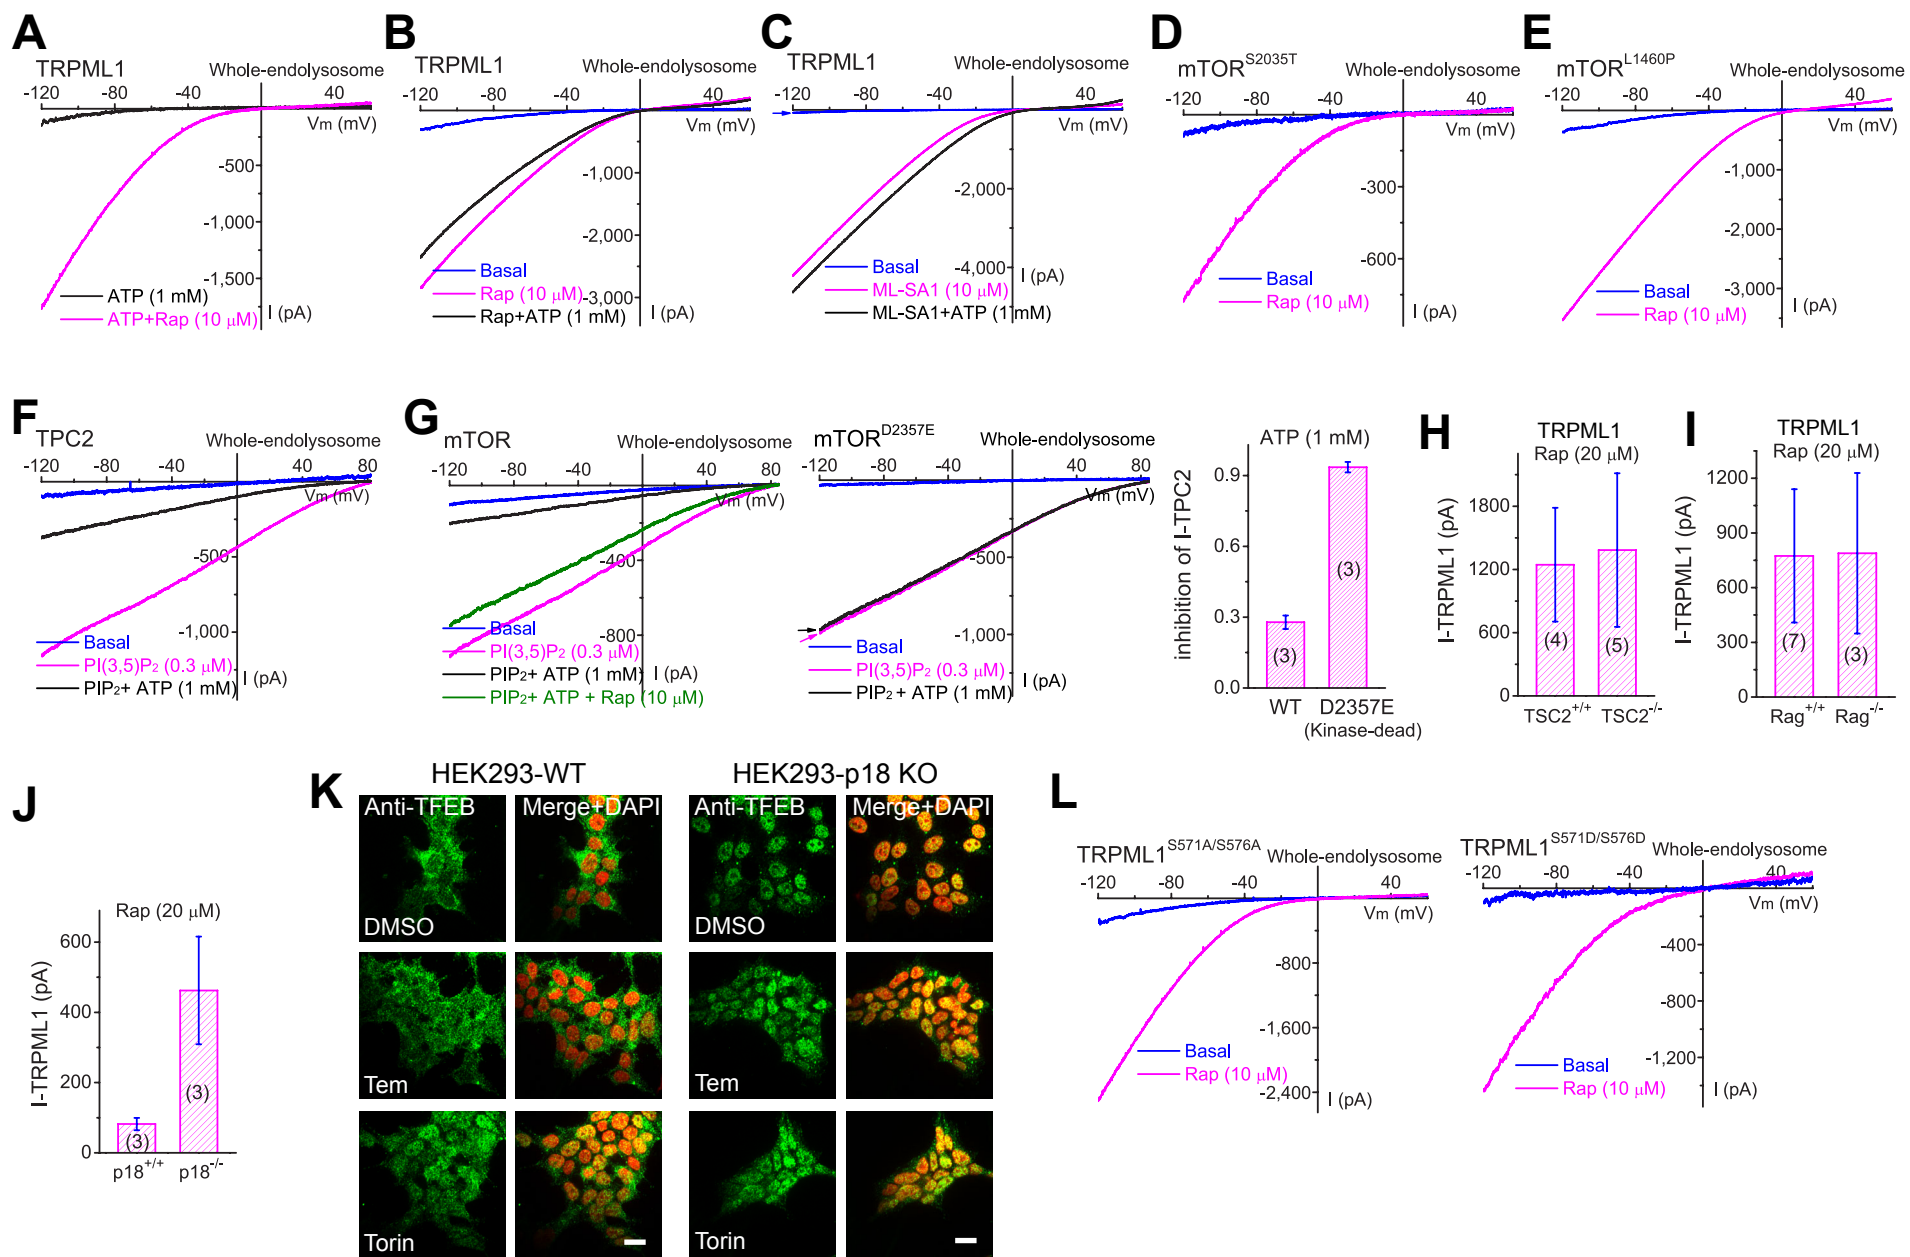 A
TRPML1
Whole-endolysosome
-120 -80 -40 40
Vm (mV)
-500
-1,000
-1,500
ATP (1 mM)
ATP+Rap (10 μM)
I (pA)
B
TRPML1
Whole-endolysosome
-120 -80 -40 40
Vm (mV)
-1,000
-2,000
-3,000
Basal
Rap (10 μM)
Rap+ATP (1 mM)
I (pA)
C
TRPML1
Whole-endolysosome
-120 -80 -40 40
Vm (mV)
-2,000
-4,000
I (pA)
Basal
ML-SA1 (10 μM)
ML-SA1+ATP (1 mM)
D
mTOR^S2035T
Whole-endolysosome
-120 -80 -40 40
Vm (mV)
-300
-600
Basal
Rap (10 μM)
I (pA)
E
mTOR^L1460P
Whole-endolysosome
-120 -80 -40 40
Vm (mV)
-1,000
-2,000
-3,000
Basal
Rap (10 μM)
I (pA)
F
TPC2
Whole-endolysosome
-120 -80 -40 40 80
Vm (mV)
-500
-1,000
Basal
PI(3,5)P2 (0.3 μM)
PIP2+ ATP (1 mM)
I (pA)
G
mTOR
Whole-endolysosome
-120 -80 -40 40 80
Vm (mV)
-400
-800
Basal
PI(3,5)P2 (0.3 μM)
PIP2+ ATP (1 mM)
PIP2+ ATP + Rap (10 μM)
I (pA)
mTOR^D2357E
Whole-endolysosome
-120 -80 -40 40 80
Vm (mV)
-500
-1,000
Basal
PI(3,5)P2 (0.3 μM)
PIP2+ ATP (1 mM)
I (pA)
ATP (1 mM)
inhibition of I-TPC2
0.9
0.6
0.3
0.0
(3)
(3)
WT D2357E
(Kinase-dead)
H
TRPML1
Rap (20 μM)
I-TRPML1 (pA)
1800
1200
600
0
(4)
(5)
TSC2+/+ TSC2-/-
I
TRPML1
Rap (20 μM)
I-TRPML1 (pA)
1200
900
600
300
0
(7)
(3)
Rag+/+ Rag-/-
J
Rap (20 μM)
I-TRPML1 (pA)
600
400
200
0
(3)
(3)
p18+/+ p18-/-
K
HEK293-WT HEK293-p18 KO
Anti-TFEB Merge+DAPI Anti-TFEB Merge+DAPI
DMSO DMSO
Tem Tem
Torin Torin
L
TRPML1^S571A/S576A
Whole-endolysosome
-120 -80 -40 40
Vm (mV)
-800
-1,600
-2,400
Basal
Rap (10 μM)
I (pA)
TRPML1^S571D/S576D
Whole-endolysosome
-120 -80 -40 40
Vm (mV)
-400
-800
-1,200
Basal
Rap (10 μM)
I (pA)